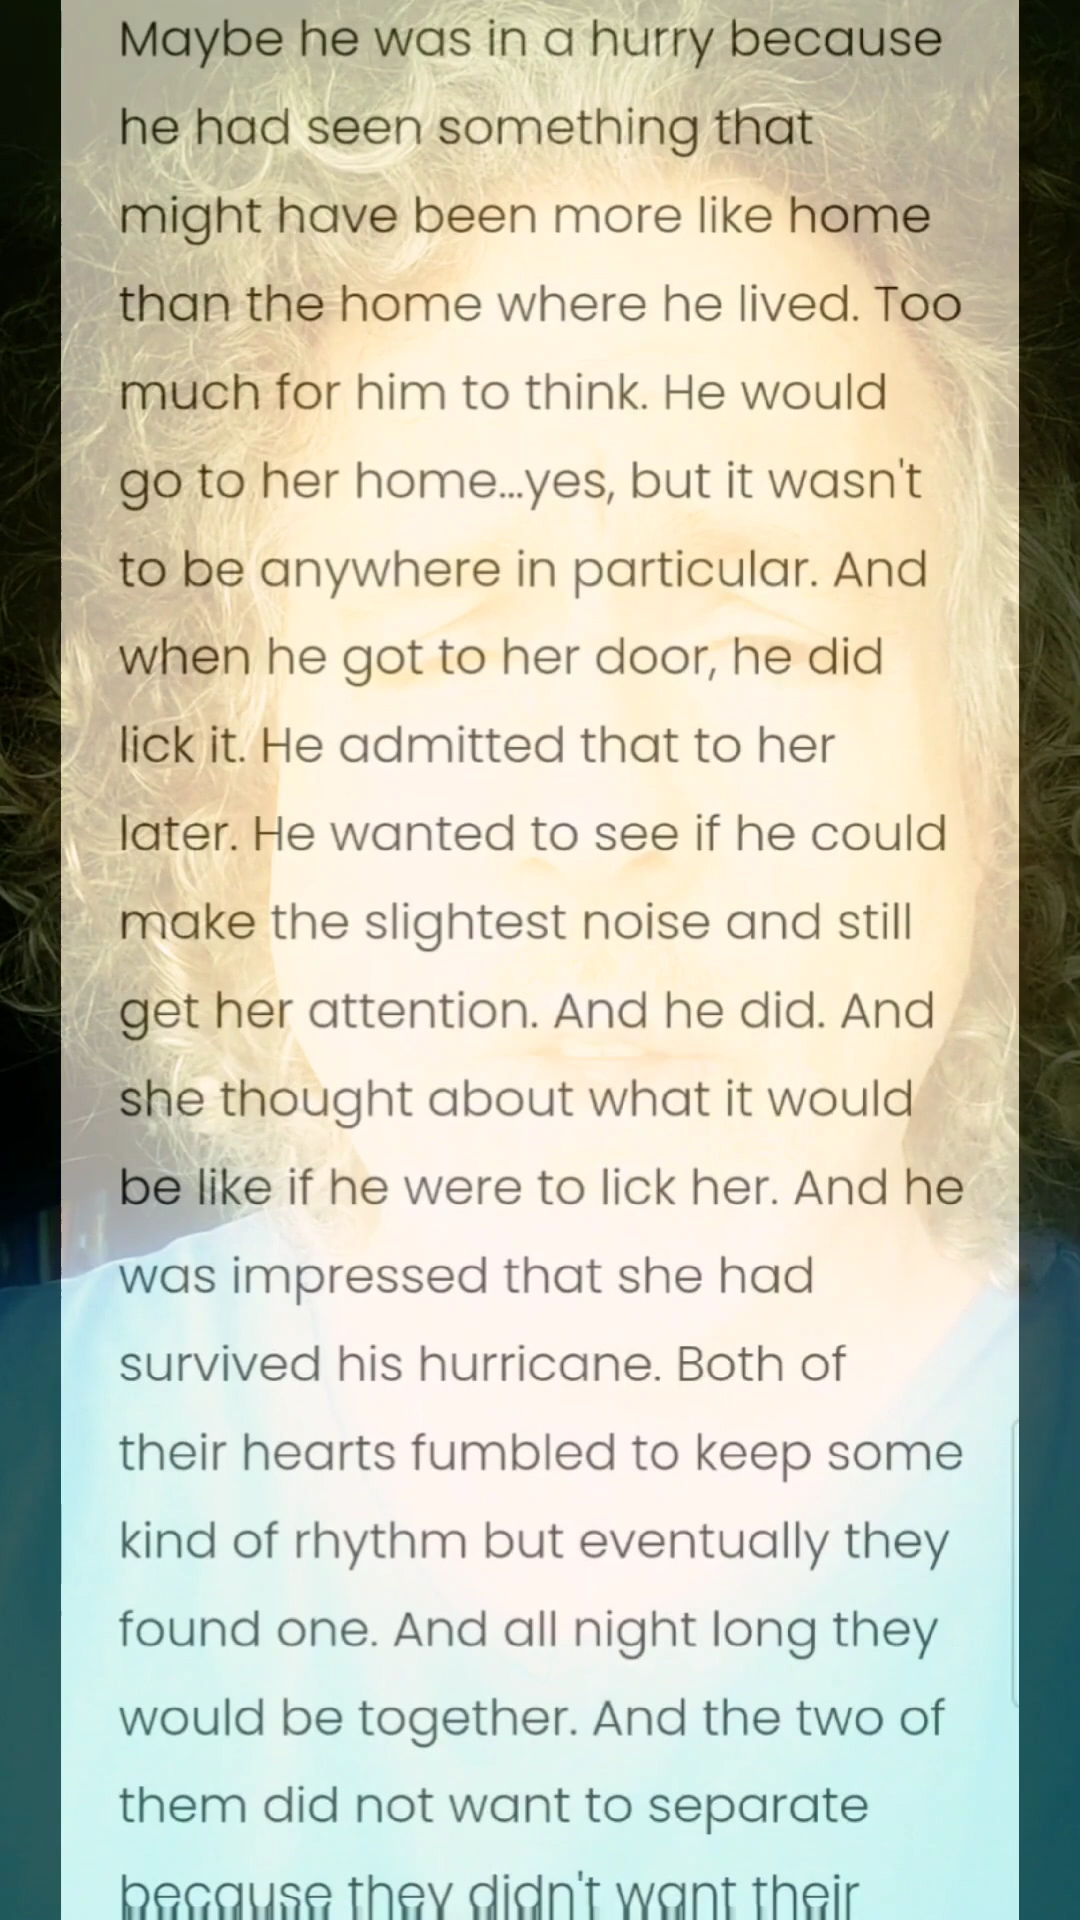 Maybe he was in a hurry because
he had seen something that
might have been more like home
than the home where he lived. Too
much for him to think. He would
go to her home...yes, but it wasn't
to be anywhere in particular. And
when he got to her door, he did
lick it. He admitted that to her
later. He wanted to see if he could
make the slightest noise and still
get her attention. And he did. And
she thought about what it would
be like if he were to lick her. And he
was impressed that she had
survived his hurricane. Both of
their hearts fumbled to keep some
kind of rhythm but eventually they
found one. And all night long they
would be together. And the two of
them did not want to separate
because they didn't want their